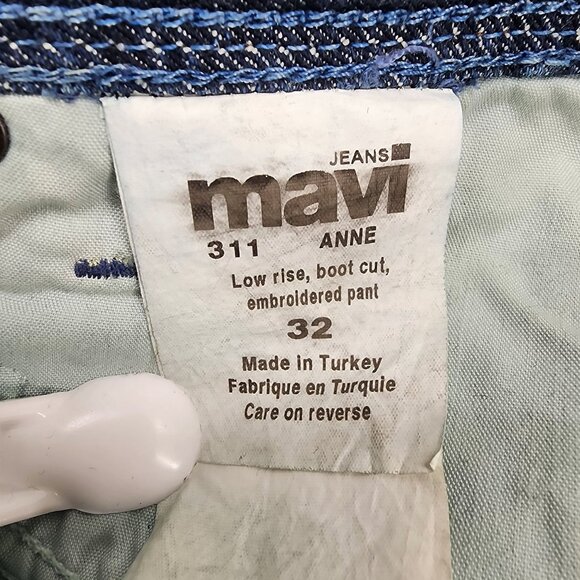 JEANS
mavi
311 ANNE
Low rise, boot cut,
embroidered pant
32
Made in Turkey
Fabrique en Turquie
Care on reverse